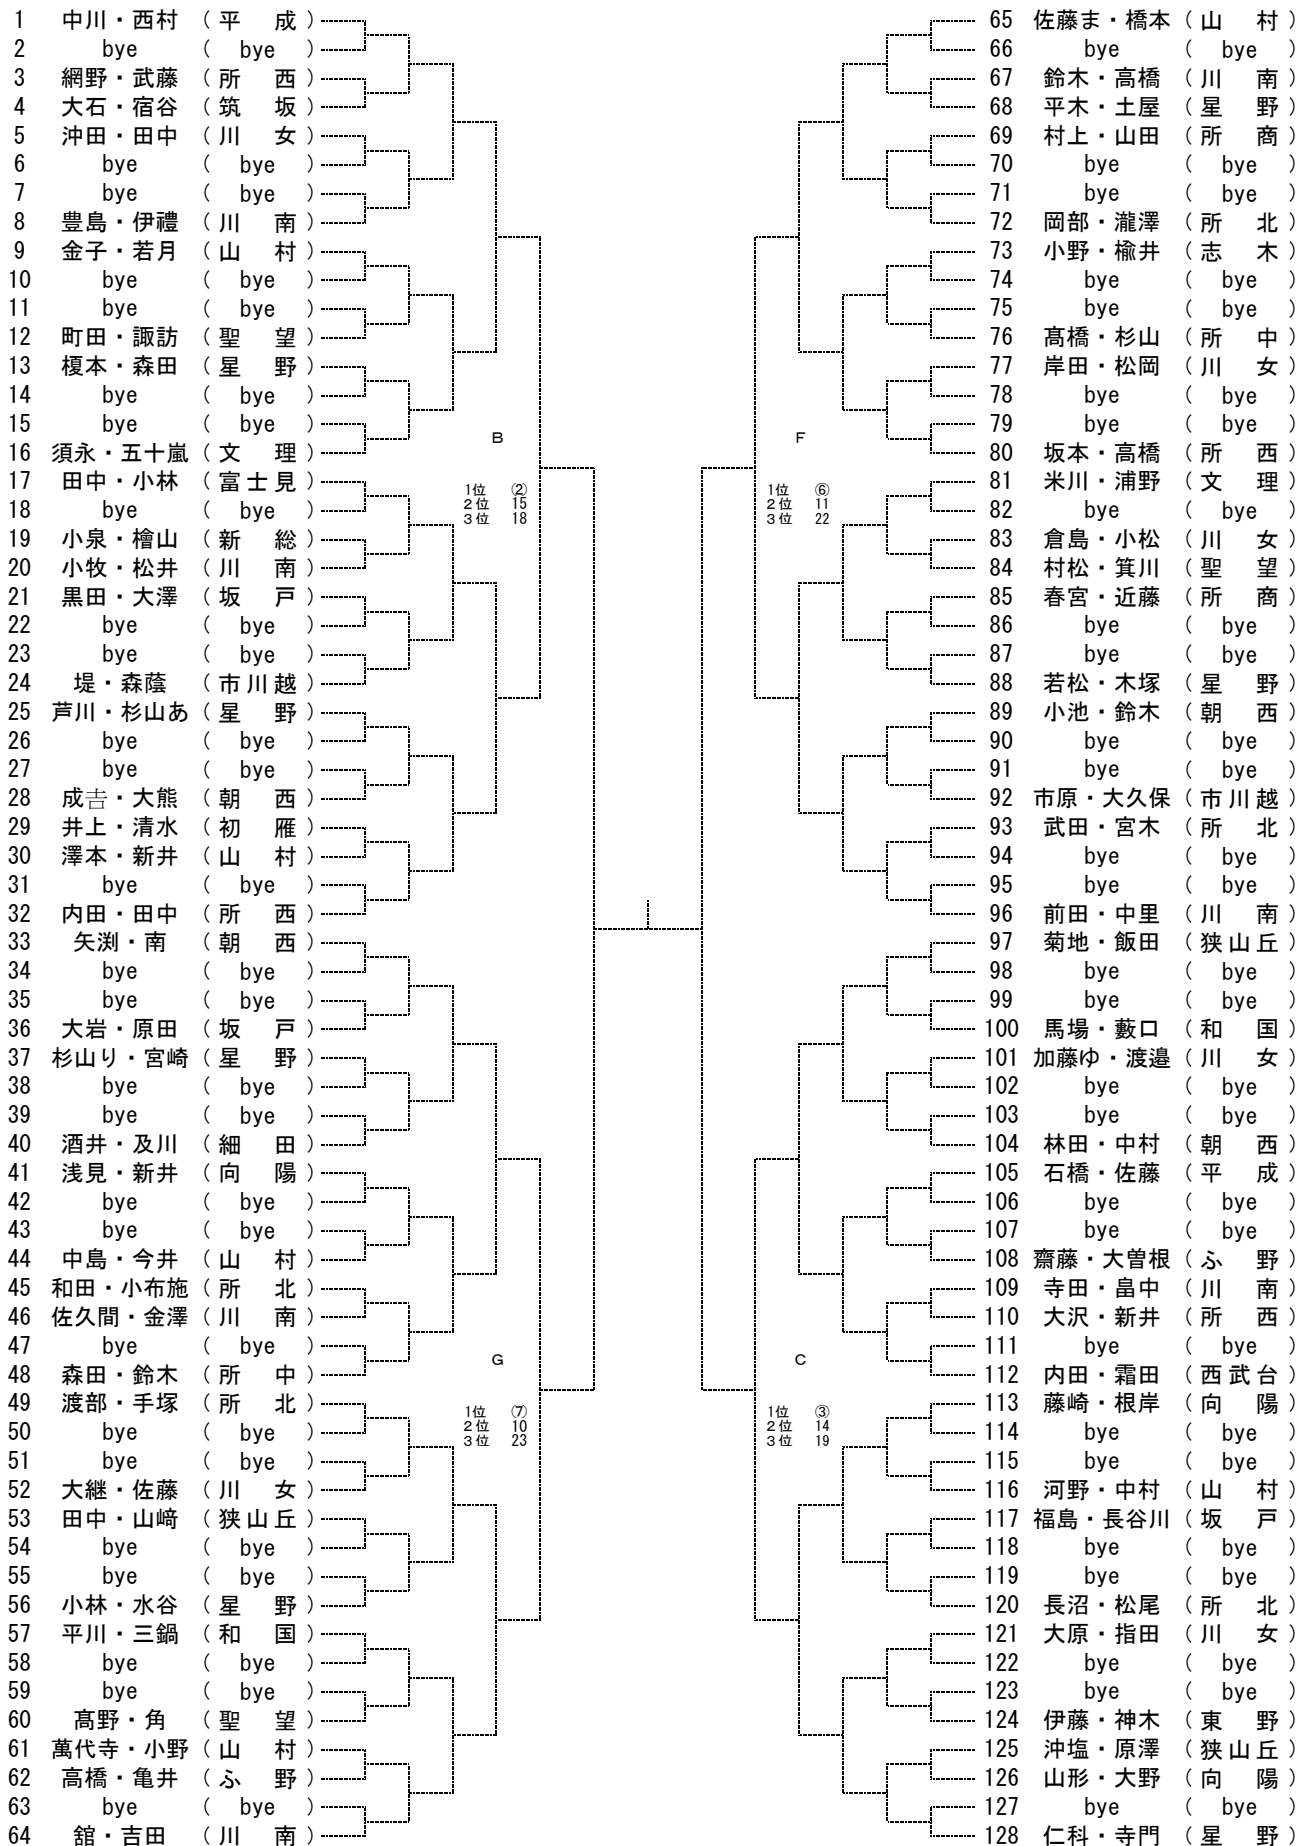 1 中川・西村 （平 成）
2 bye （ bye ）
3 網野・武藤 （所 西）
4 大石・宿谷 （筑 坂）
5 沖田・田中 （川 女）
6 bye （ bye ）
7 bye （ bye ）
8 豊島・伊禮 （川 南）
9 金子・若月 （山 村）
10 bye （ bye ）
11 bye （ bye ）
12 町田・諏訪 （聖 望）
13 榎本・森田 （星 野）
14 bye （ bye ）
15 bye （ bye ）
16 須永・五十嵐 （文 理）
17 田中・小林 （富士見）
18 bye （ bye ）
19 小泉・檜山 （新 総）
20 小牧・松井 （川 南）
21 黒田・大澤 （坂 戸）
22 bye （ bye ）
23 bye （ bye ）
24 堤・森蔭 （市川越）
25 芦川・杉山あ （星 野）
26 bye （ bye ）
27 bye （ bye ）
28 成𠮷・大熊 （朝 西）
29 井上・清水 （初 雁）
30 澤本・新井 （山 村）
31 bye （ bye ）
32 内田・田中 （所 西）
33 矢渕・南 （朝 西）
34 bye （ bye ）
35 bye （ bye ）
36 大岩・原田 （坂 戸）
37 杉山り・宮崎 （星 野）
38 bye （ bye ）
39 bye （ bye ）
40 酒井・及川 （細 田）
41 浅見・新井 （向 陽）
42 bye （ bye ）
43 bye （ bye ）
44 中島・今井 （山 村）
45 和田・小布施 （所 北）
46 佐久間・金澤 （川 南）
47 bye （ bye ）
48 森田・鈴木 （所 中）
49 渡部・手塚 （所 北）
50 bye （ bye ）
51 bye （ bye ）
52 大継・佐藤 （川 女）
53 田中・山﨑 （狭山丘）
54 bye （ bye ）
55 bye （ bye ）
56 小林・水谷 （星 野）
57 平川・三鍋 （和 国）
58 bye （ bye ）
59 bye （ bye ）
60 髙野・角 （聖 望）
61 萬代寺・小野 （山 村）
62 高橋・亀井 （ふ 野）
63 bye （ bye ）
64 舘・吉田 （川 南）
B
1位 ②
2位 15
3位 18
G
1位 ⑦
2位 10
3位 23
F
1位 ⑥
2位 11
3位 22
C
1位 ③
2位 14
3位 19
65 佐藤ま・橋本 （山 村）
66 bye （ bye ）
67 鈴木・高橋 （川 南）
68 平木・土屋 （星 野）
69 村上・山田 （所 商）
70 bye （ bye ）
71 bye （ bye ）
72 岡部・瀧澤 （所 北）
73 小野・楡井 （志 木）
74 bye （ bye ）
75 bye （ bye ）
76 髙橋・杉山 （所 中）
77 岸田・松岡 （川 女）
78 bye （ bye ）
79 bye （ bye ）
80 坂本・高橋 （所 西）
81 米川・浦野 （文 理）
82 bye （ bye ）
83 倉島・小松 （川 女）
84 村松・箕川 （聖 望）
85 春宮・近藤 （所 商）
86 bye （ bye ）
87 bye （ bye ）
88 若松・木塚 （星 野）
89 小池・鈴木 （朝 西）
90 bye （ bye ）
91 bye （ bye ）
92 市原・大久保 （市川越）
93 武田・宮木 （所 北）
94 bye （ bye ）
95 bye （ bye ）
96 前田・中里 （川 南）
97 菊地・飯田 （狭山丘）
98 bye （ bye ）
99 bye （ bye ）
100 馬場・藪口 （和 国）
101 加藤ゆ・渡邉 （川 女）
102 bye （ bye ）
103 bye （ bye ）
104 林田・中村 （朝 西）
105 石橋・佐藤 （平 成）
106 bye （ bye ）
107 bye （ bye ）
108 齋藤・大曽根 （ふ 野）
109 寺田・畠中 （川 南）
110 大沢・新井 （所 西）
111 bye （ bye ）
112 内田・霜田 （西武台）
113 藤崎・根岸 （向 陽）
114 bye （ bye ）
115 bye （ bye ）
116 河野・中村 （山 村）
117 福島・長谷川 （坂 戸）
118 bye （ bye ）
119 bye （ bye ）
120 長沼・松尾 （所 北）
121 大原・指田 （川 女）
122 bye （ bye ）
123 bye （ bye ）
124 伊藤・神木 （東 野）
125 沖塩・原澤 （狭山丘）
126 山形・大野 （向 陽）
127 bye （ bye ）
128 仁科・寺門 （星 野）